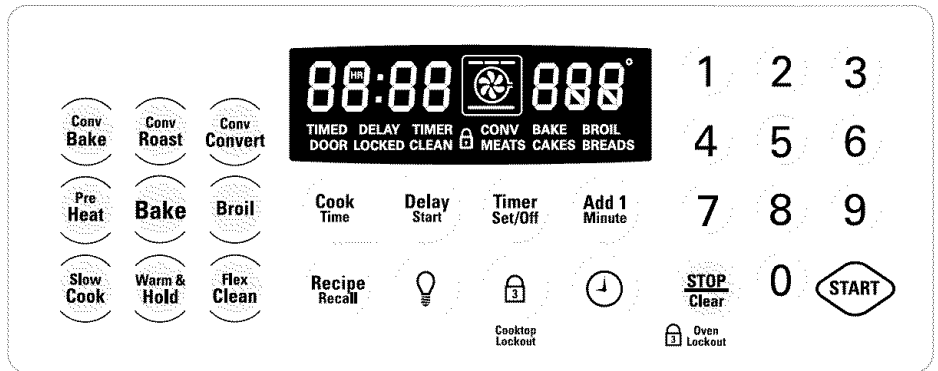 Conv
Bake
Conv
Roast
Conv
Convert
Pre
Heat
Bake
Broil
Slow
Cook
Warm &
Hold
Flex
Clean
88:88
HR
888°
TIMED DELAY TIMER CONV BAKE BROIL
DOOR LOCKED CLEAN MEATS CAKES BREADS
Cook
Time
Delay
Start
Timer
Set/Off
Add 1
Minute
Recipe
Recall
3
Cooktop
Lockout
1 2 3
4 5 6
7 8 9
STOP
Clear
0
START
3
Oven
Lockout